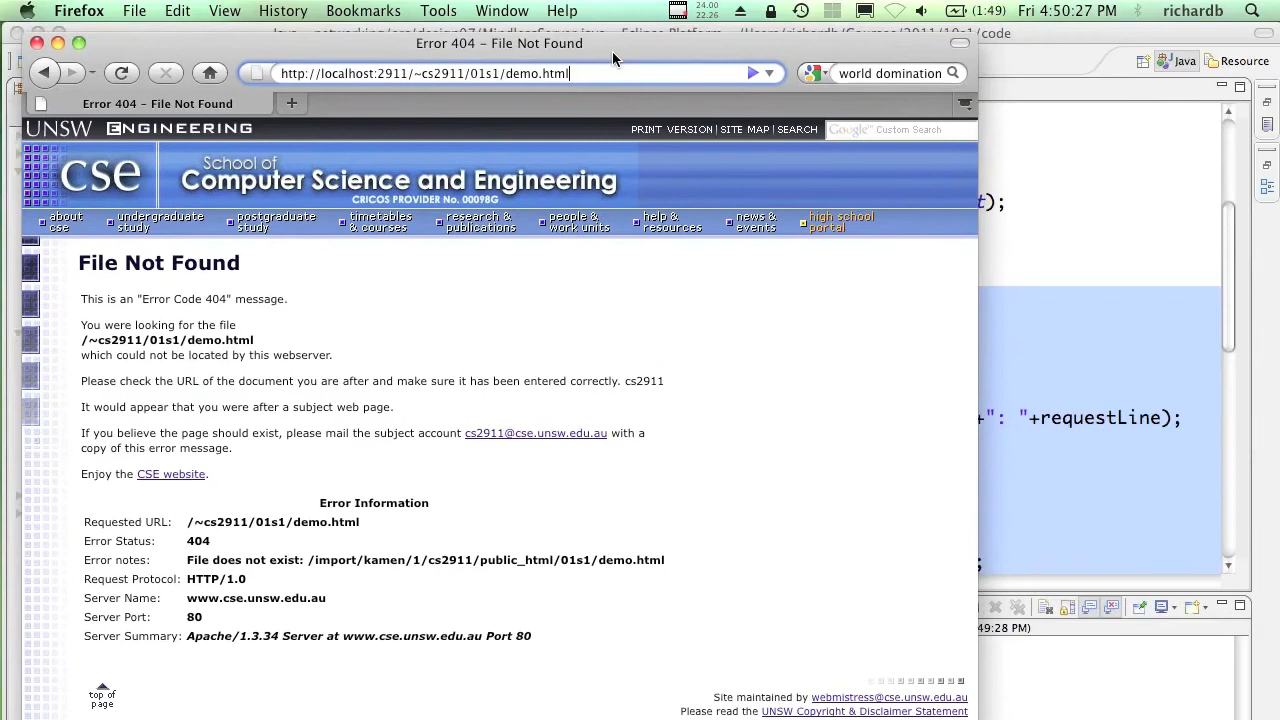 Firefox File Edit View History Bookmarks Tools Window Help 24.00 22.26 (1:49) Fri 4:50:27 PM richardb
Error 404 – File Not Found
http://localhost:2911/~cs2911/01s1/demo.html
world domination
Error 404 – File Not Found
Java
Resource
UNSW ENGINEERING
PRINT VERSION | SITE MAP | SEARCH
Google™ Custom Search
cse
School of
Computer Science and Engineering
CRICOS PROVIDER No. 00098G
about cse
undergraduate study
postgraduate study
timetables & courses
research & publications
people & work units
help & resources
news & events
high school portal
t);
File Not Found
This is an "Error Code 404" message.
You were looking for the file
/~cs2911/01s1/demo.html
which could not be located by this webserver.
Please check the URL of the document you are after and make sure it has been entered correctly. cs2911
It would appear that you were after a subject web page.
+": "+requestLine);
If you believe the page should exist, please mail the subject account cs2911@cse.unsw.edu.au with a
copy of this error message.
Enjoy the CSE website.
Error Information
Requested URL: /~cs2911/01s1/demo.html
Error Status: 404
Error notes: File does not exist: /import/kamen/1/cs2911/public_html/01s1/demo.html
Request Protocol: HTTP/1.0
Server Name: www.cse.unsw.edu.au
Server Port: 80
Server Summary: Apache/1.3.34 Server at www.cse.unsw.edu.au Port 80
;
49:28 PM)
top of
page
Site maintained by webmistress@cse.unsw.edu.au
Please read the UNSW Copyright & Disclaimer Statement